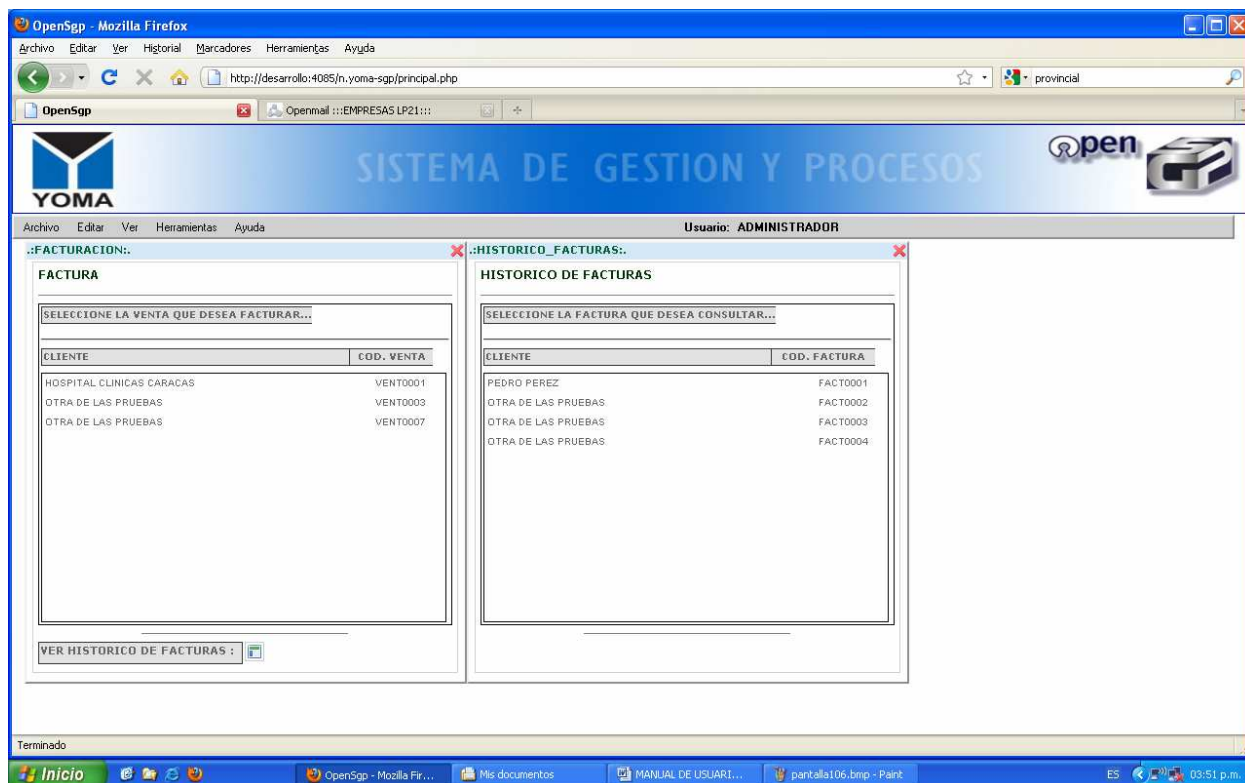 OpenSgp - Mozilla Firefox
Archivo Editar Ver Historial Marcadores Herramientas Ayuda
http://desarrollo:4085/n.yoma-sgp/principal.php
provincial
OpenSgp
Openmail :::EMPRESAS LP21:::
YOMA
SISTEMA DE GESTION Y PROCESOS
open
Archivo Editar Ver Herramientas Ayuda
Usuario: ADMINISTRADOR
.:FACTURACION:.
FACTURA
SELECCIONE LA VENTA QUE DESEA FACTURAR...
CLIENTE COD. VENTA
HOSPITAL CLINICAS CARACAS VENT0001
OTRA DE LAS PRUEBAS VENT0003
OTRA DE LAS PRUEBAS VENT0007
VER HISTORICO DE FACTURAS :
.:HISTORICO_FACTURAS:.
HISTORICO DE FACTURAS
SELECCIONE LA FACTURA QUE DESEA CONSULTAR...
CLIENTE COD. FACTURA
PEDRO PEREZ FACT0001
OTRA DE LAS PRUEBAS FACT0002
OTRA DE LAS PRUEBAS FACT0003
OTRA DE LAS PRUEBAS FACT0004
Terminado
Inicio
OpenSgp - Mozilla Fir...
Mis documentos
MANUAL DE USUARI...
pantalla106.bmp - Paint
ES
03:51 p.m.